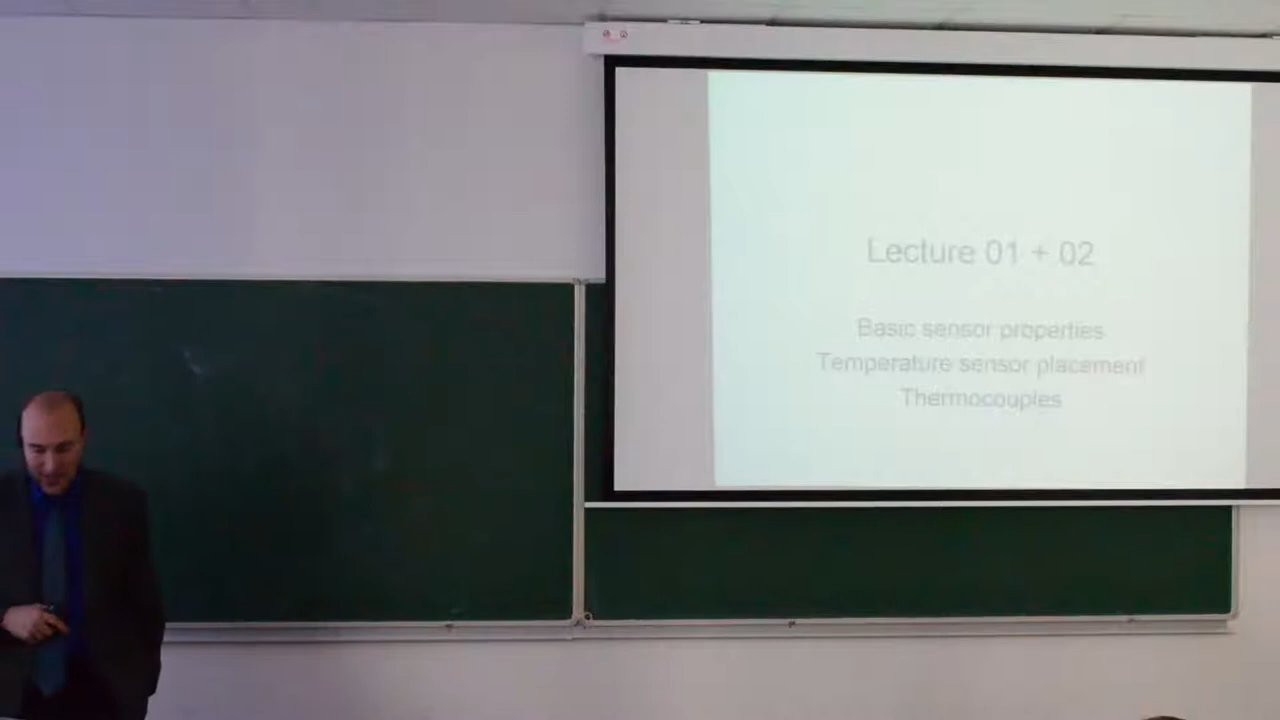 Lecture 01 + 02
Basic sensor properties
Temperature sensor placement
Thermocouples